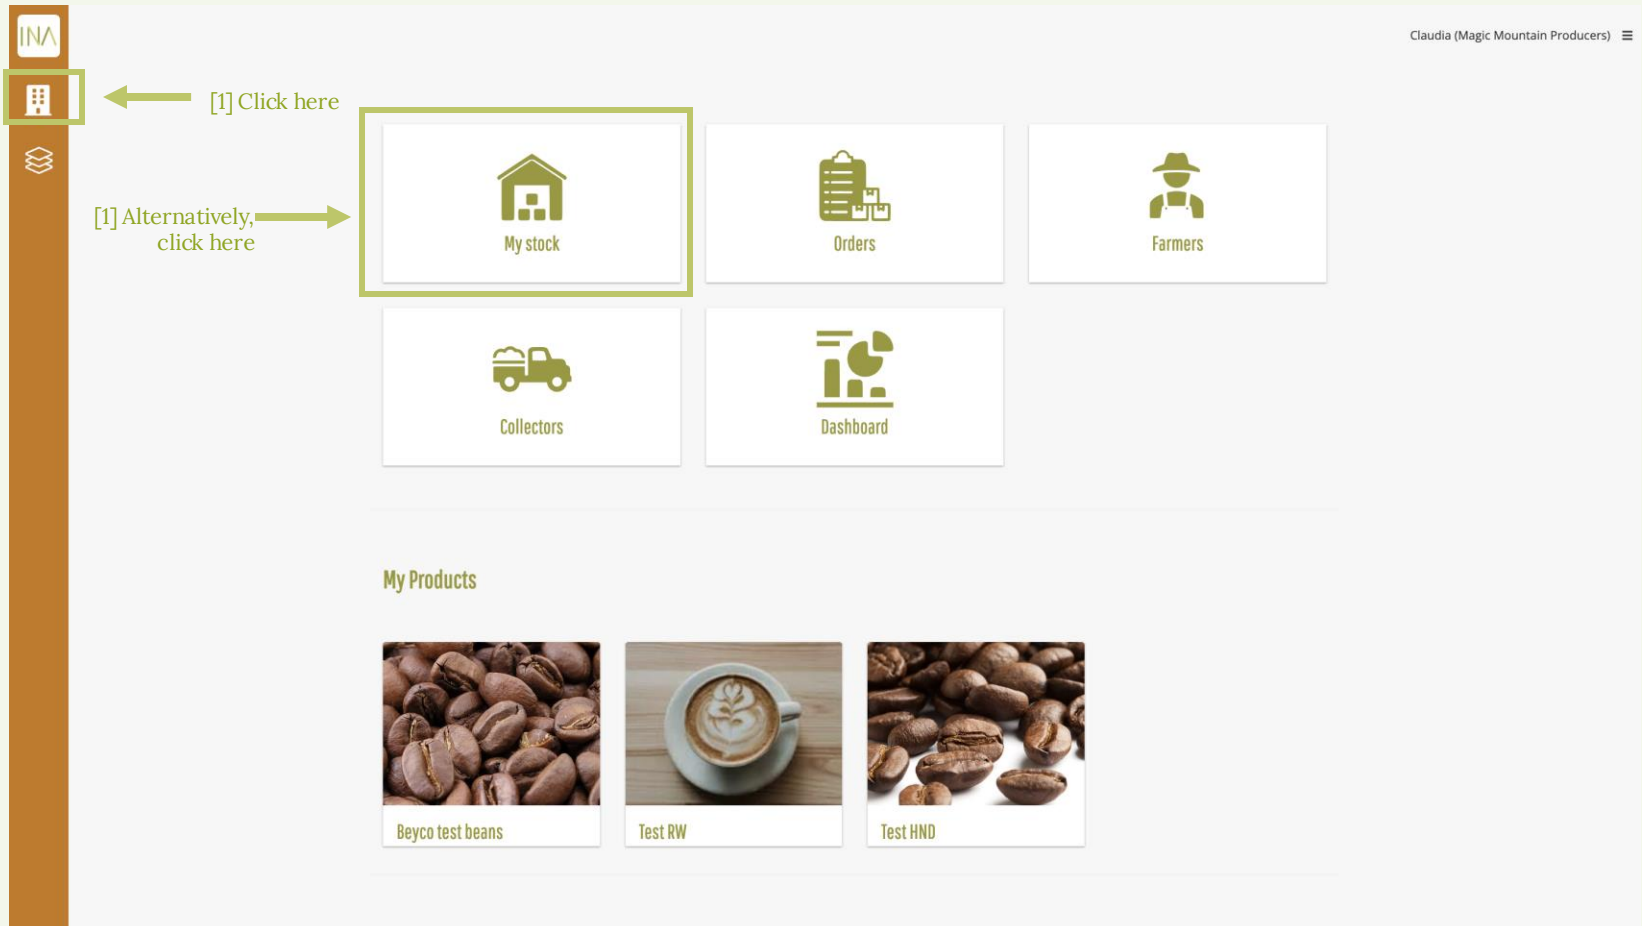 INA
Claudia (Magic Mountain Producers)
[1] Click here
[1] Alternatively,
click here
My stock
Orders
Farmers
Collectors
Dashboard
My Products
Beyco test beans
Test RW
Test HND